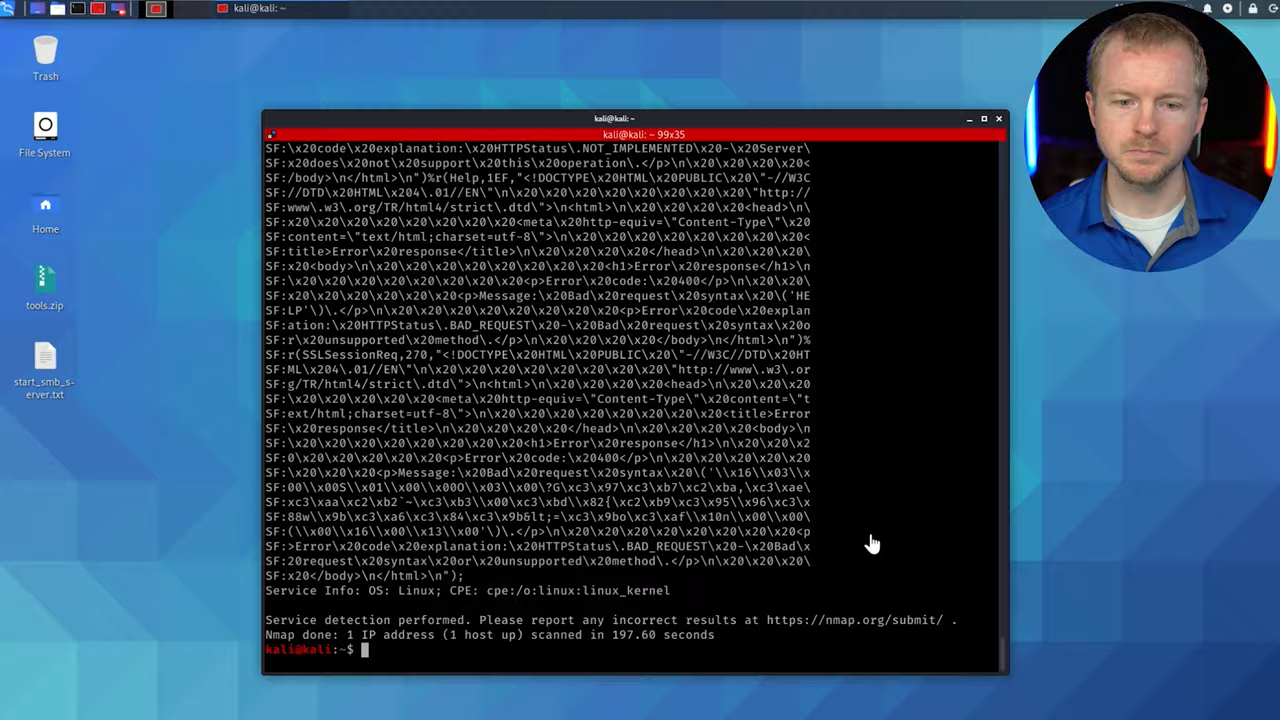 kali@kali: ~
Trash
File System
Home
tools.zip
start_smb_s-
erver.txt
kali@kali: ~
kali@kali: ~ 99x35
SF:\x20code\x20explanation:\x20HTTPStatus\.NOT_IMPLEMENTED\x20-\x20Server\
SF:x20does\x20not\x20support\x20this\x20operation\.</p>\n\x20\x20\x20\x20<
SF:/body>\n</html>\n")%r(Help,1EF,"<!DOCTYPE\x20HTML\x20PUBLIC\x20\"-//W3C
SF://DTD\x20HTML\x204\.01//EN\"\n\x20\x20\x20\x20\x20\x20\x20\x20\"http://
SF:www\.w3\.org/TR/html4/strict\.dtd\">\n<html>\n\x20\x20\x20\x20<head>\n\
SF:x20\x20\x20\x20\x20\x20\x20\x20<meta\x20http-equiv=\"Content-Type\"\x20
SF:content=\"text/html;charset=utf-8\">\n\x20\x20\x20\x20\x20\x20\x20\x20<
SF:title>Error\x20response</title>\n\x20\x20\x20\x20</head>\n\x20\x20\x20\
SF:x20<body>\n\x20\x20\x20\x20\x20\x20\x20\x20<h1>Error\x20response</h1>\n
SF:\x20\x20\x20\x20\x20\x20\x20\x20<p>Error\x20code:\x20400</p>\n\x20\x20\
SF:x20\x20\x20\x20\x20\x20<p>Message:\x20Bad\x20request\x20syntax\x20\('HE
SF:LP'\)\.</p>\n\x20\x20\x20\x20\x20\x20\x20\x20<p>Error\x20code\x20explan
SF:ation:\x20HTTPStatus\.BAD_REQUEST\x20-\x20Bad\x20request\x20syntax\x20o
SF:r\x20unsupported\x20method\.</p>\n\x20\x20\x20\x20</body>\n</html>\n")%
SF:r(SSLSessionReq,270,"<!DOCTYPE\x20HTML\x20PUBLIC\x20\"-//W3C//DTD\x20HT
SF:ML\x204\.01//EN\"\n\x20\x20\x20\x20\x20\x20\x20\x20\"http://www\.w3\.or
SF:g/TR/html4/strict\.dtd\">\n<html>\n\x20\x20\x20\x20<head>\n\x20\x20\x20
SF:\x20\x20\x20\x20\x20<meta\x20http-equiv=\"Content-Type\"\x20content=\"t
SF:ext/html;charset=utf-8\">\n\x20\x20\x20\x20\x20\x20\x20\x20<title>Error
SF:\x20response</title>\n\x20\x20\x20\x20</head>\n\x20\x20\x20\x20<body>\n
SF:\x20\x20\x20\x20\x20\x20\x20\x20<h1>Error\x20response</h1>\n\x20\x20\x2
SF:0\x20\x20\x20\x20\x20<p>Error\x20code:\x20400</p>\n\x20\x20\x20\x20\x20
SF:\x20\x20\x20<p>Message:\x20Bad\x20request\x20syntax\x20\('\\x16\\x03\\x
SF:00\\x00S\\x01\\x00\\x00O\\x03\\x00\?G\xc3\x97\xc3\xb7\xc2\xba,\xc3\xae\
SF:xc3\xaa\xc2\xb2`~\xc3\xb3\\x00\xc3\xbd\\x82{\xc2\xb9\xc3\x95\\x96\xc3\x
SF:88w\\x9b\xc3\xa6\xc3\x84\xc3\x9b&lt;=\xc3\x9bo\xc3\xaf\\x10n\\x00\\x00\
SF:(\\x00\\x16\\x00\\x13\\x00'\)\.</p>\n\x20\x20\x20\x20\x20\x20\x20\x20<p
SF:>Error\x20code\x20explanation:\x20HTTPStatus\.BAD_REQUEST\x20-\x20Bad\x
SF:20request\x20syntax\x20or\x20unsupported\x20method\.</p>\n\x20\x20\x20\
SF:x20</body>\n</html>\n");
Service Info: OS: Linux; CPE: cpe:/o:linux:linux_kernel
Service detection performed. Please report any incorrect results at https://nmap.org/submit/ .
Nmap done: 1 IP address (1 host up) scanned in 197.60 seconds
kali@kali:~$